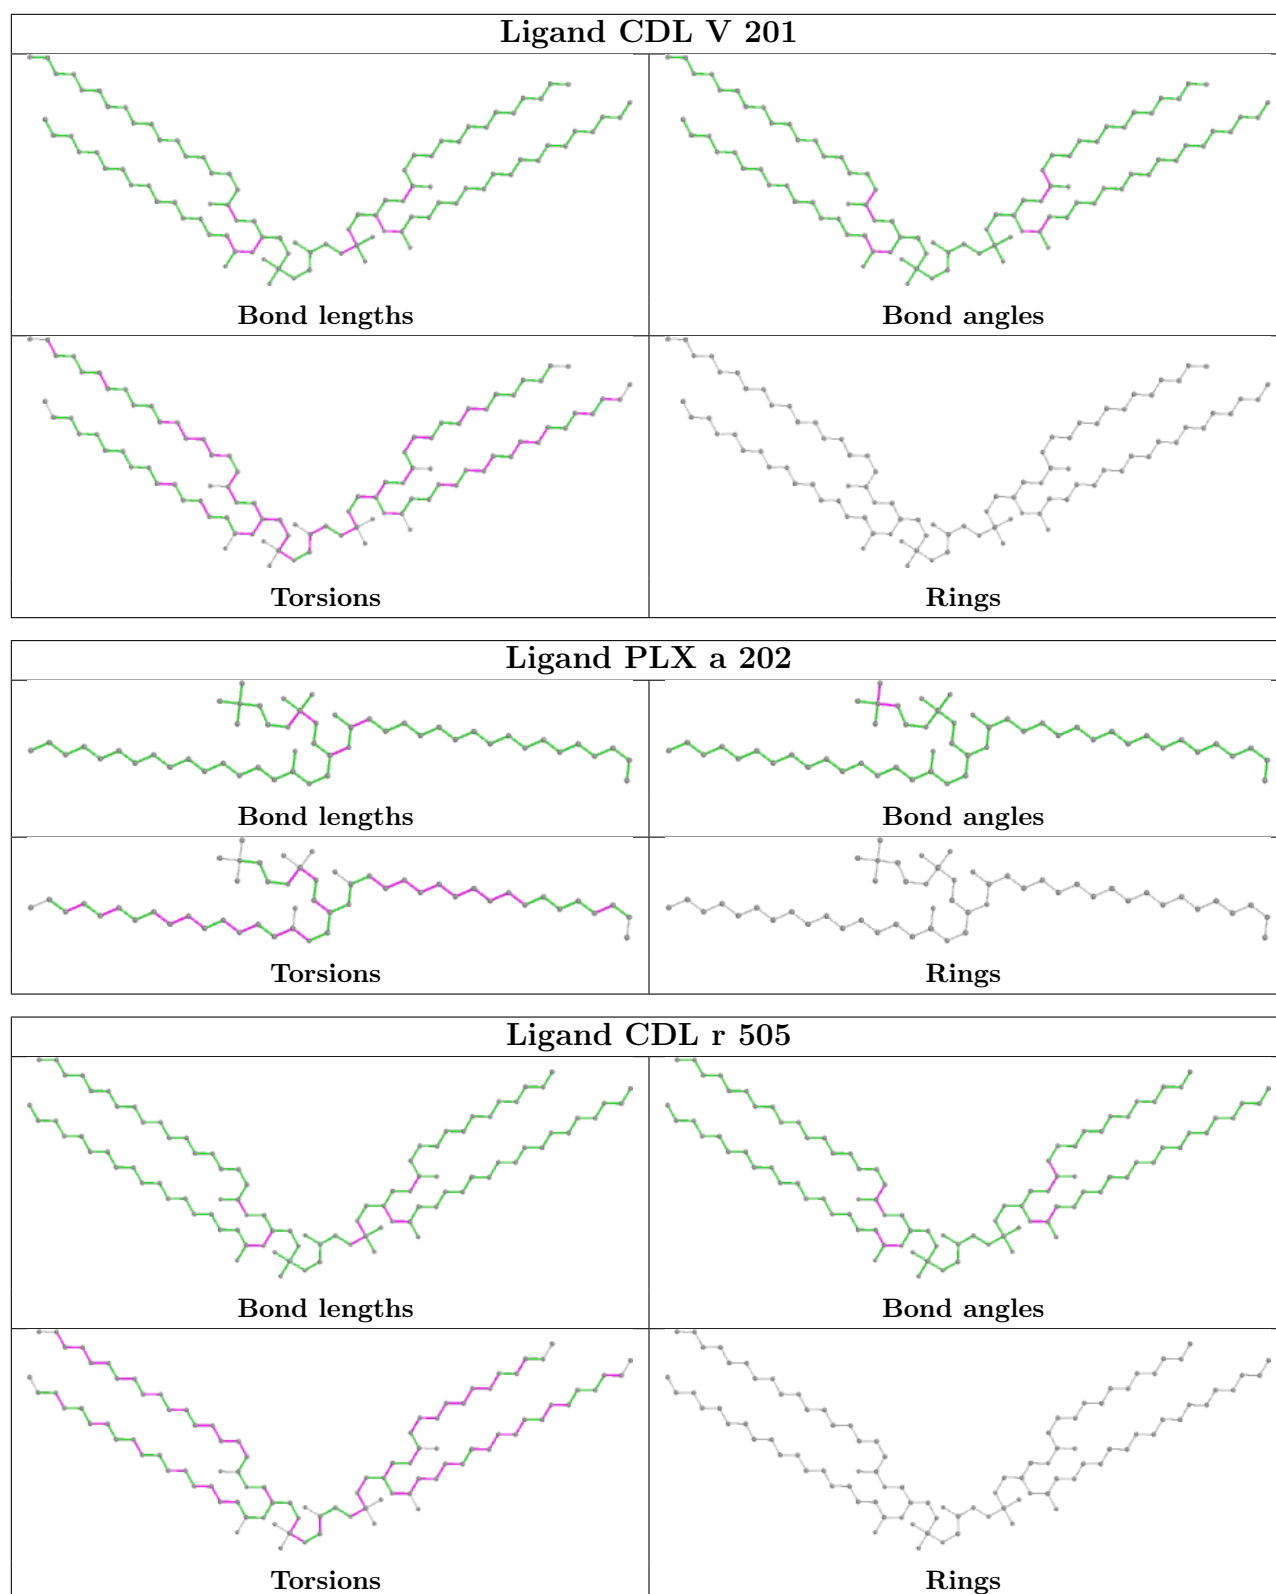 Ligand CDL V 201
Bond lengths
Bond angles
Torsions
Rings
Ligand PLX a 202
Bond lengths
Bond angles
Torsions
Rings
Ligand CDL r 505
Bond lengths
Bond angles
Torsions
Rings